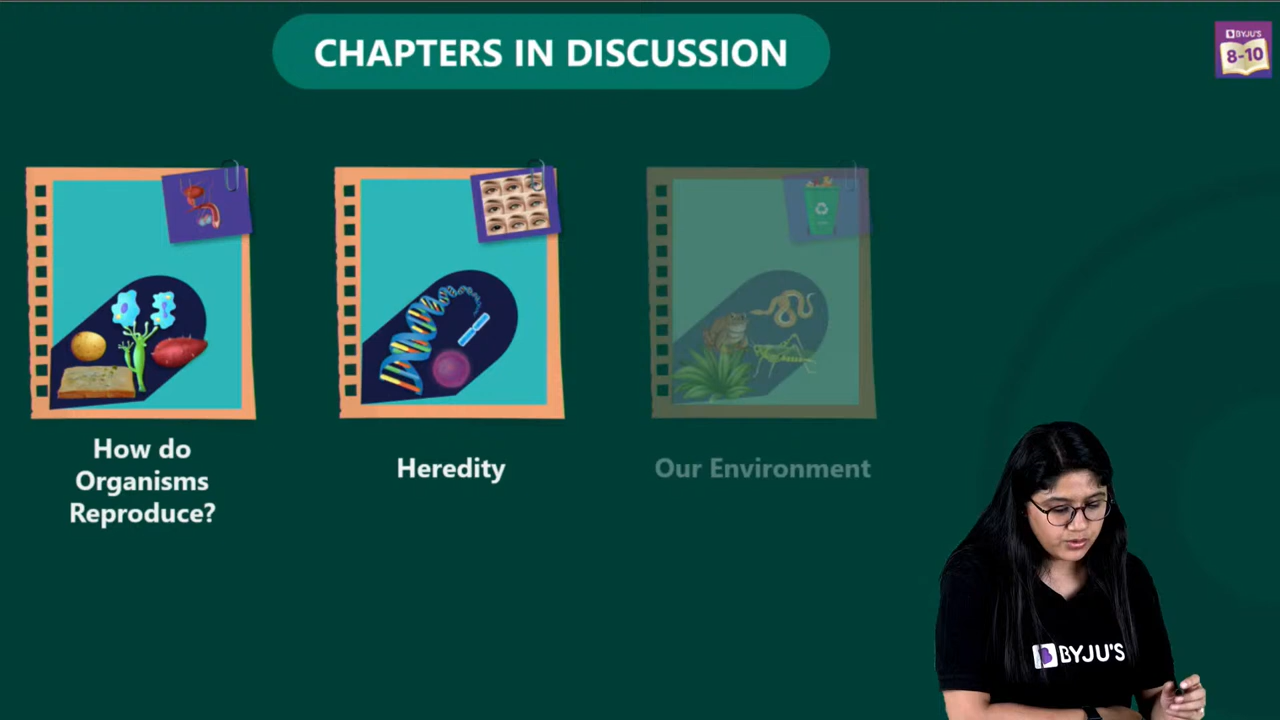 CHAPTERS IN DISCUSSION
BYJU'S
8-10
How do
Organisms
Reproduce?
Heredity
Our Environment
BYJU'S